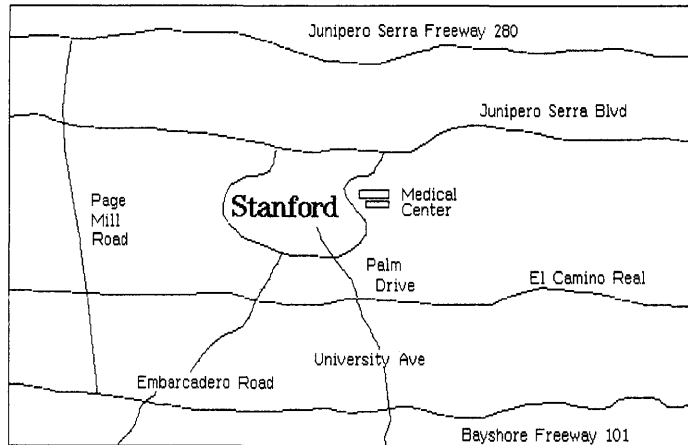 Junipero Serra Freeway 280
Junipero Serra Blvd
Page
Mill
Road
Stanford
Medical
Center
Palm
Drive
El Camino Real
University Ave
Embarcadero Road
Bayshore Freeway 101